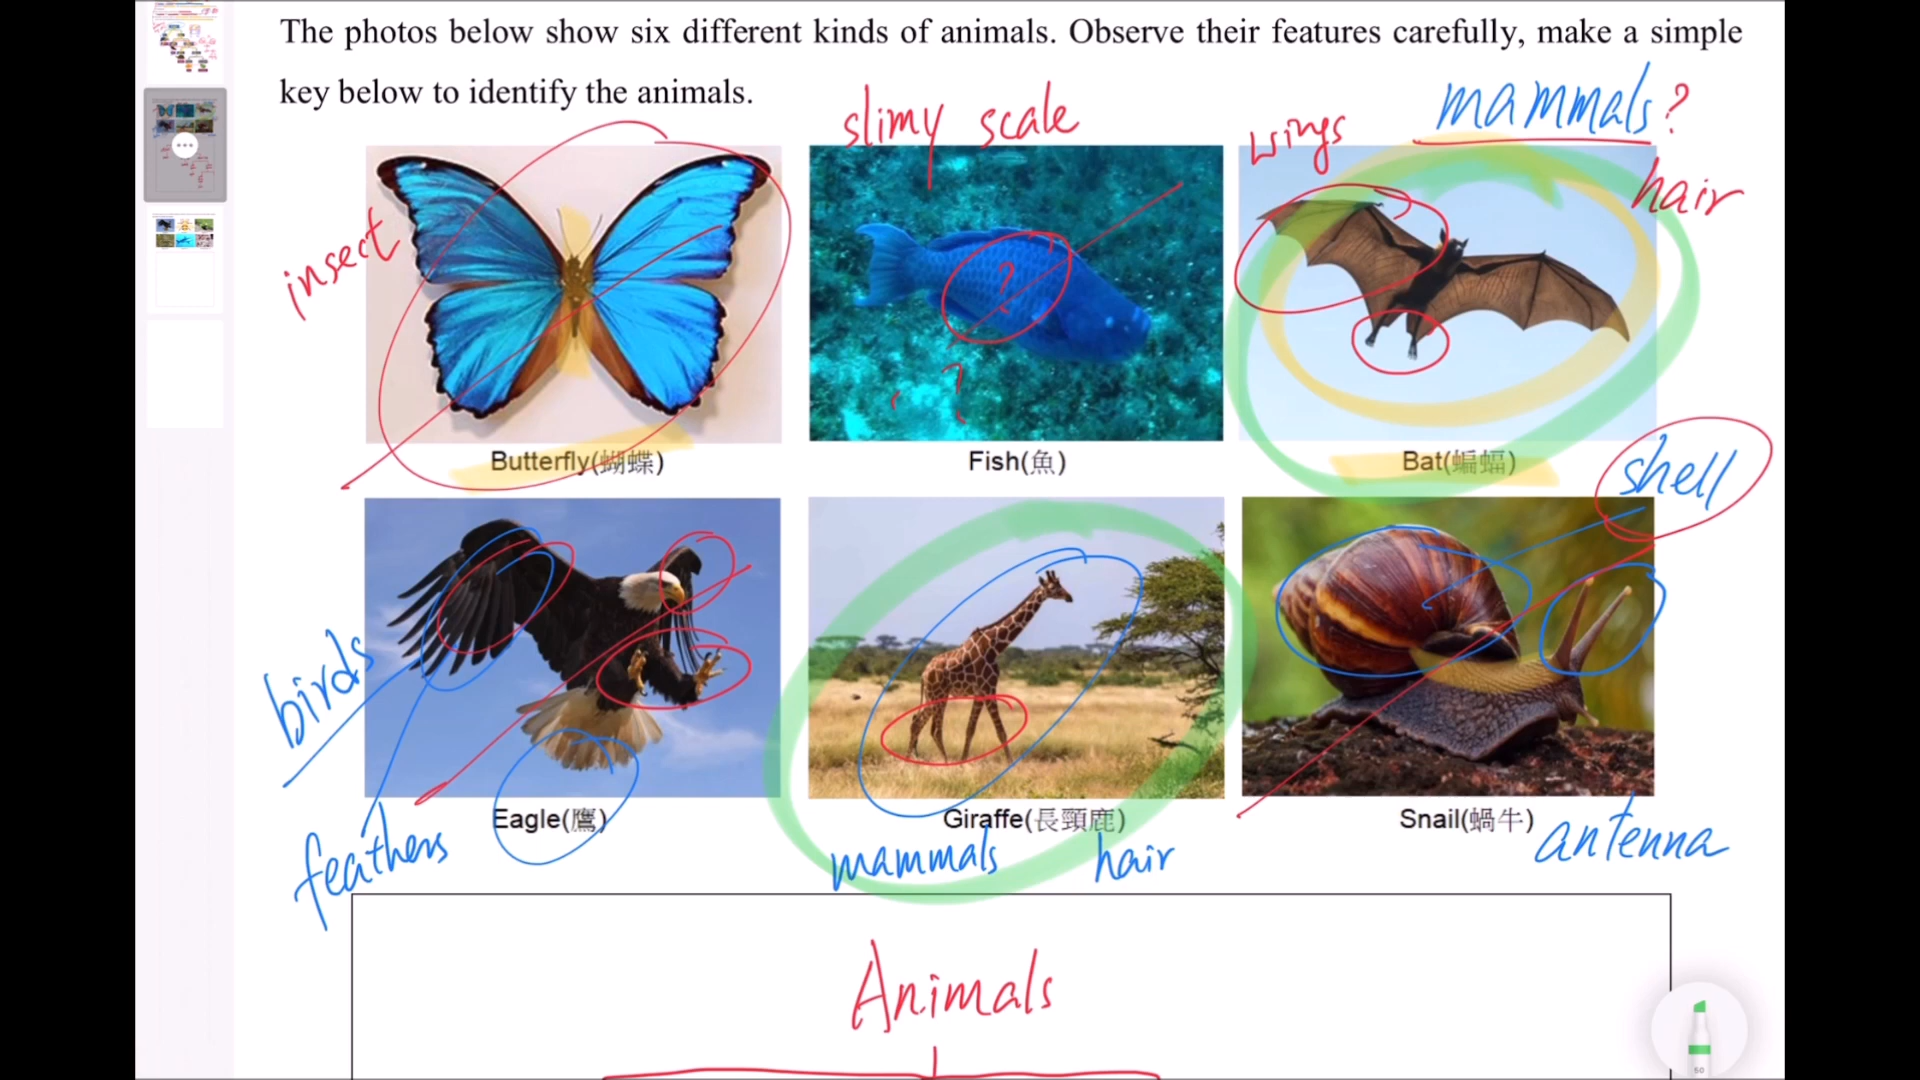 The photos below show six different kinds of animals. Observe their features carefully, make a simple
key below to identify the animals.
slimy scale
wings
mammals?
hair
insect
?
?
Butterfly(蝴蝶)
Fish(魚)
Bat(蝙蝠)
shell
birds
feathers
Eagle(鷹)
Giraffe(長頸鹿)
Snail(蝸牛)
mammals
hair
antenna
Animals
50